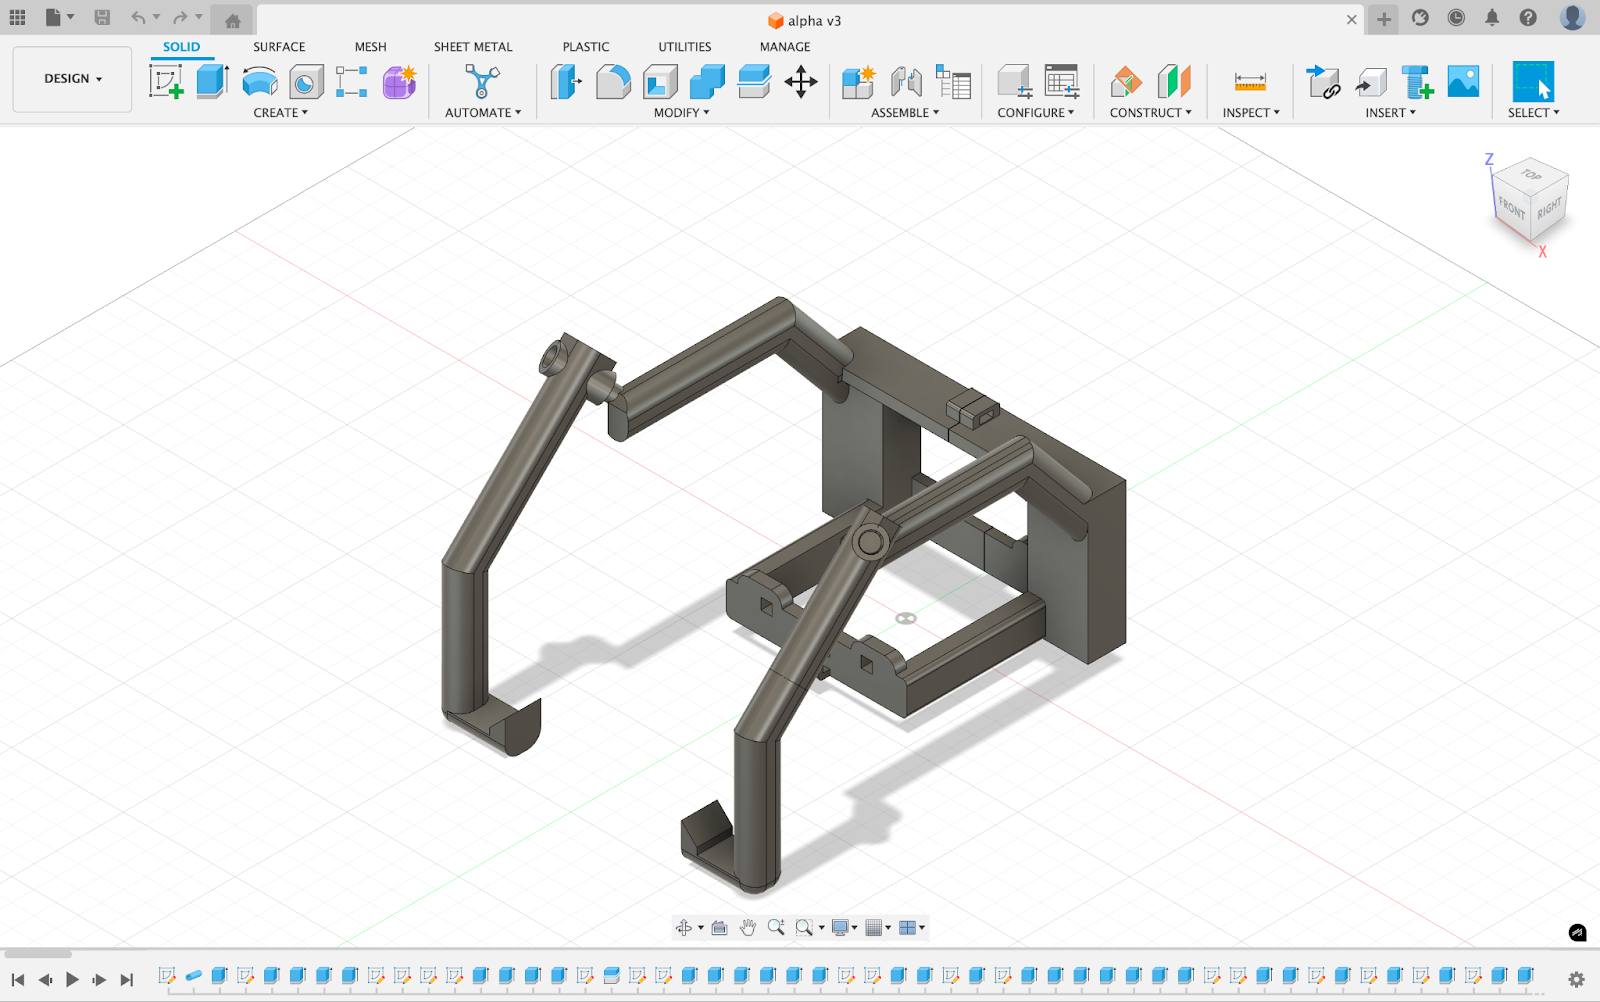 alpha v3
DESIGN
SOLID SURFACE MESH SHEET METAL PLASTIC UTILITIES MANAGE
CREATE AUTOMATE MODIFY ASSEMBLE CONFIGURE CONSTRUCT INSPECT INSERT SELECT
Z
TOP
FRONT RIGHT
X